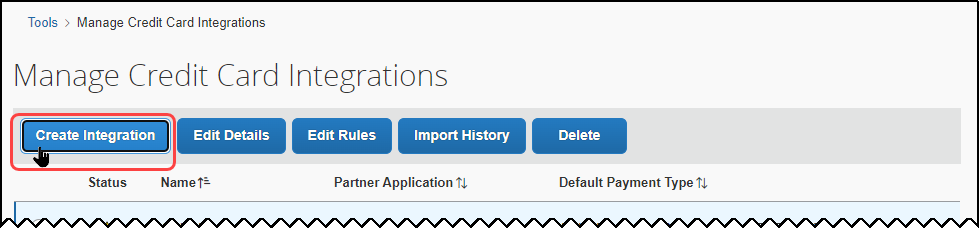 Tools > Manage Credit Card Integrations
Manage Credit Card Integrations
Create Integration Edit Details Edit Rules Import History Delete
Status Name Partner Application Default Payment Type